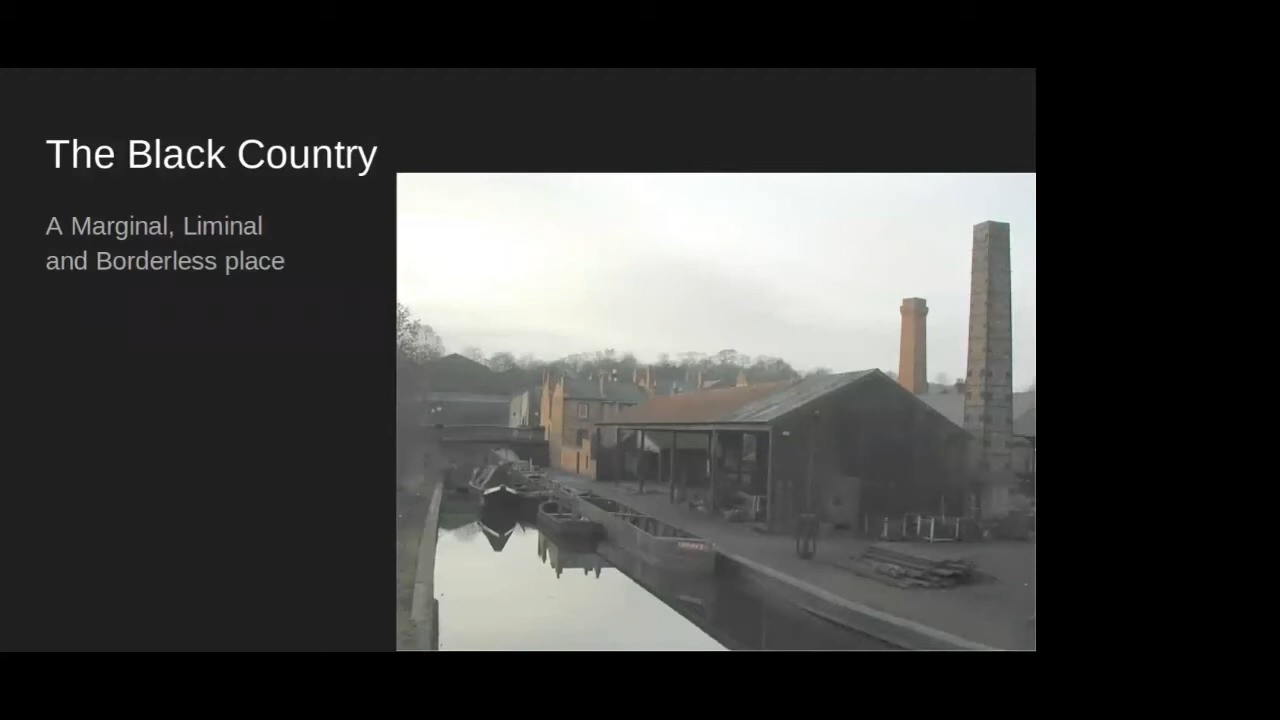 The Black Country
A Marginal, Liminal
and Borderless place